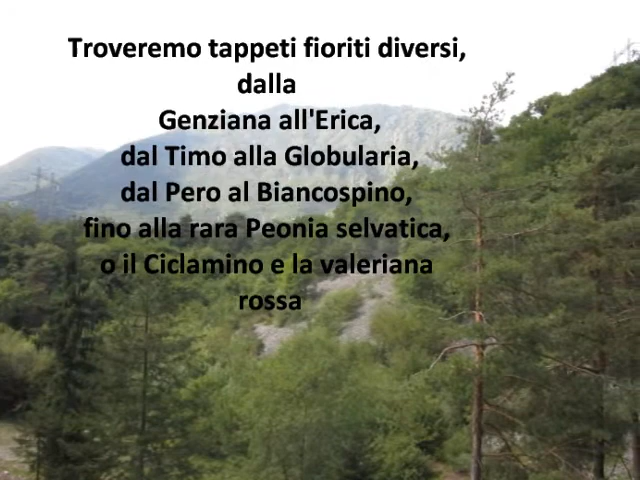 Troveremo tappeti fioriti diversi,
dalla
Genziana all'Erica,
dal Timo alla Globularia,
dal Pero al Biancospino,
fino alla rara Peonia selvatica,
o il Ciclamino e la valeriana
rossa